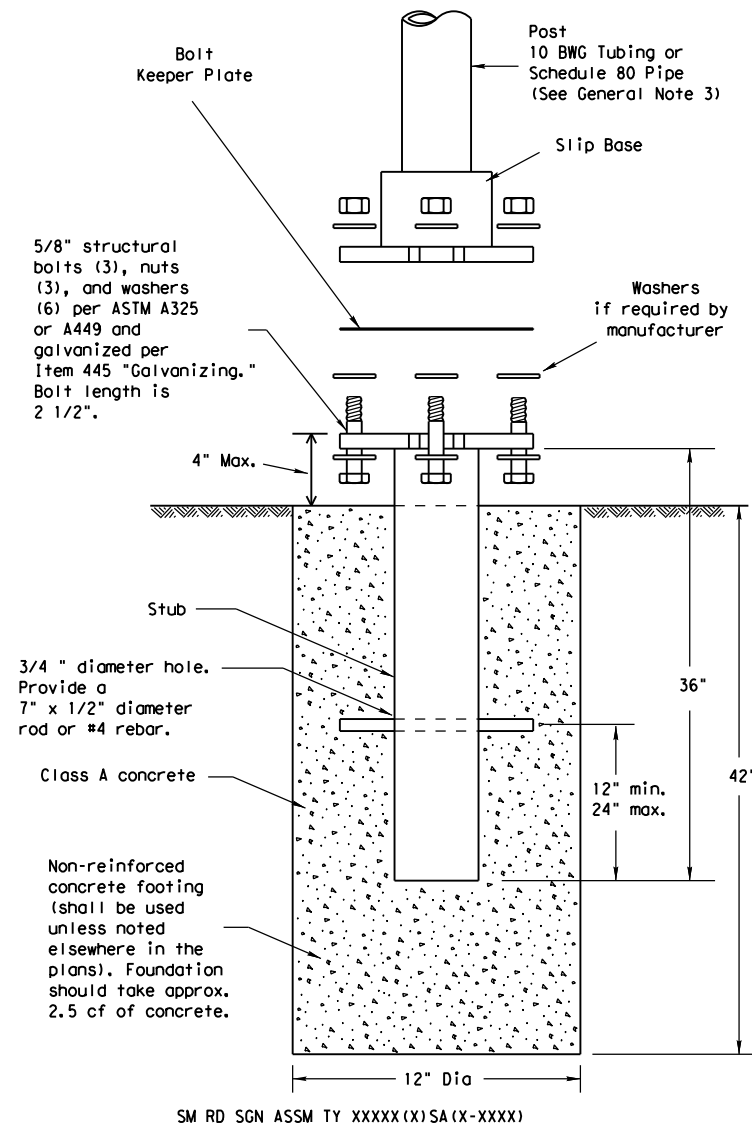 Bolt
Keeper Plate
Post
10 BWG Tubing or
Schedule 80 Pipe
(See General Note 3)
Slip Base
5/8" structural
bolts (3), nuts
(3), and washers
(6) per ASTM A325
or A449 and
galvanized per
Item 445 "Galvanizing."
Bolt length is
2 1/2".
Washers
if required by
manufacturer
4" Max.
Stub
3/4 " diameter hole.
Provide a
7" x 1/2" diameter
rod or #4 rebar.
36"
Class A concrete
12" min.
24" max.
42"
Non-reinforced
concrete footing
(shall be used
unless noted
elsewhere in the
plans). Foundation
should take approx.
2.5 cf of concrete.
12" Dia
SM RD SGN ASSM TY XXXXX(X)SA(X-XXXX)